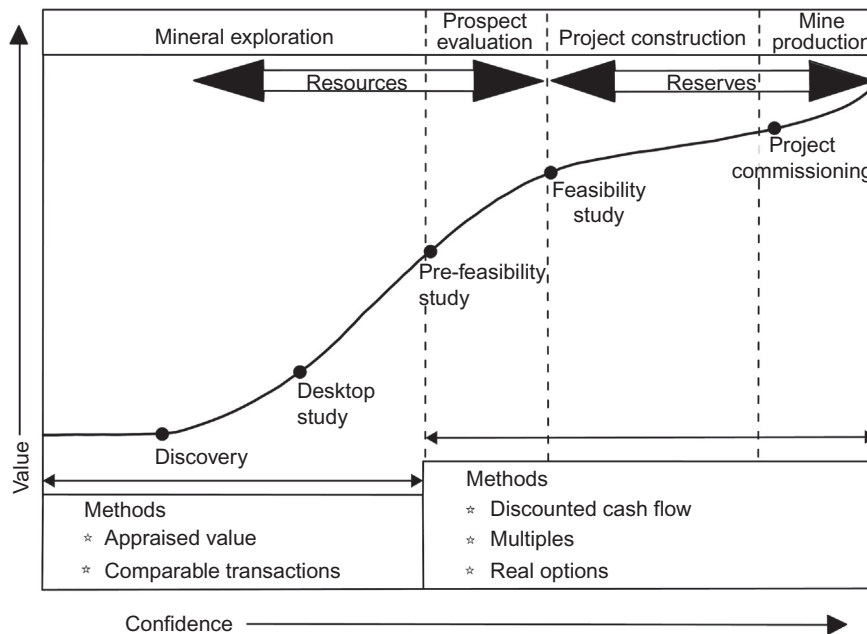 Mineral exploration
Prospect
evaluation
Project construction
Mine
production
Resources
Reserves
Project
commissioning
Feasibility
study
Pre-feasibility
study
Desktop
study
Discovery
Value
Methods
☆ Appraised value
☆ Comparable transactions
Methods
☆ Discounted cash flow
☆ Multiples
☆ Real options
Confidence